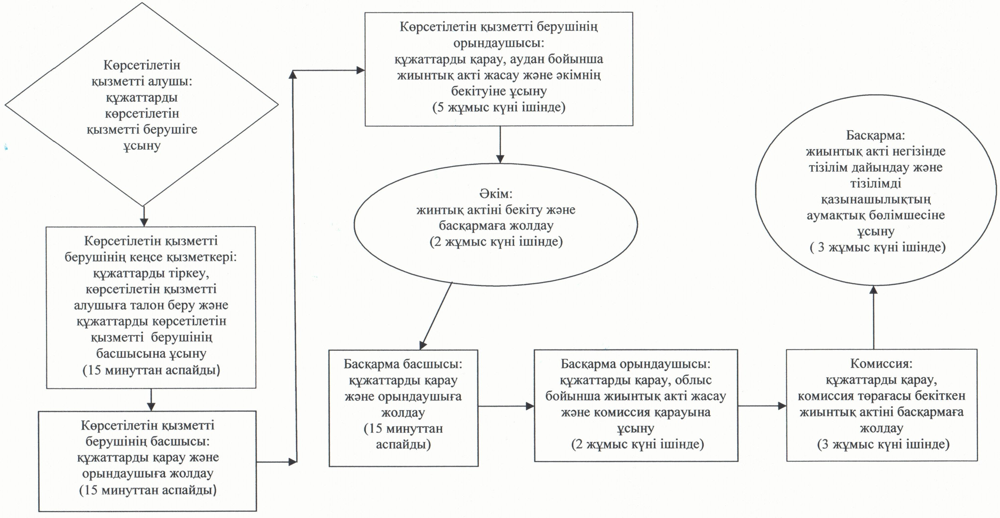 Көрсетілетін
қызметті алушы:
құжаттарды
көрсетілетін
қызметті берушіге
ұсыну
Көрсетілетін қызметті
берушінің кеңсе қызметкері:
құжаттарды тіркеу,
көрсетілетін қызметті
алушыға талон беру және
құжаттарды көрсетілетін
қызметті берушінің
басшысына ұсыну
(15 минуттан аспайды)
Көрсетілетін қызметті
берушінің басшысы:
құжаттарды қарау және
орындаушыға жолдау
(15 минуттан аспайды)
Көрсетілетін қызметті берушінің
орындаушысы:
құжаттарды қарау, аудан бойынша
жиынтық акті жасау және әкімнің
бекітуіне ұсыну
(5 жұмыс күні ішінде)
Әкім:
жинтық актіні бекіту және
басқармаға жолдау
(2 жұмыс күні ішінде)
Басқарма басшысы:
құжаттарды қарау
және орындаушыға
жолдау
(15 минуттан
аспайды)
Басқарма орындаушысы:
құжаттарды қарау, облыс
бойынша жиынтық акті жасау
және комиссия қарауына
ұсыну
(2 жұмыс күні ішінде)
Комиссия:
құжаттарды қарау,
комиссия төрағасы бекіткен
жиынтық актіні басқармаға
жолдау
(3 жұмыс күні ішінде)
Басқарма:
жиынтық акті негізінде
тізілім дайындау және
тізілімді
қазынашылықтың
аумақтық бөлімшесіне
ұсыну
( 3 жұмыс күні ішінде)